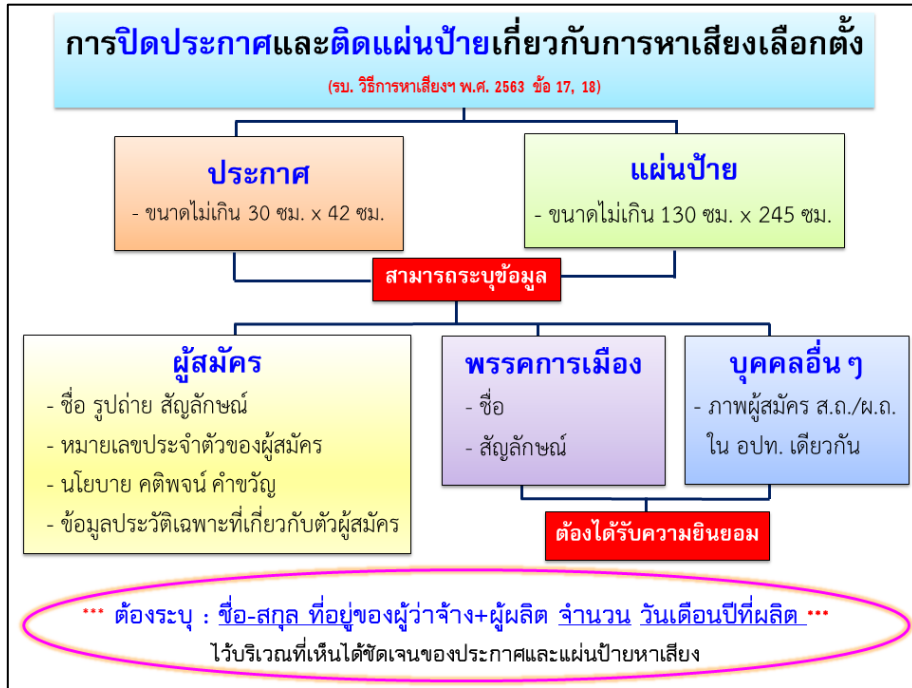 การปิดประกาศและติดแผ่นป้ายเกี่ยวกับการหาเสียงเลือกตั้ง
(รบ. วิธีการหาเสียงฯ พ.ศ. 2563 ข้อ 17, 18)
ประกาศ
- ขนาดไม่เกิน 30 ซม. x 42 ซม.
แผ่นป้าย
- ขนาดไม่เกิน 130 ซม. x 245 ซม.
สามารถระบุข้อมูล
ผู้สมัคร
- ชื่อ รูปถ่าย สัญลักษณ์
- หมายเลขประจำตัวของผู้สมัคร
- นโยบาย คติพจน์ คำขวัญ
- ข้อมูลประวัติเฉพาะที่เกี่ยวกับตัวผู้สมัคร
พรรคการเมือง
- ชื่อ
- สัญลักษณ์
บุคคลอื่น ๆ
- ภาพผู้สมัคร ส.ถ./ผ.ถ.
ใน อปท. เดียวกัน
ต้องได้รับความยินยอม
*** ต้องระบุ : ชื่อ-สกุล ที่อยู่ของผู้ว่าจ้าง+ผู้ผลิต จำนวน วันเดือนปีที่ผลิต ***
ไว้บริเวณที่เห็นได้ชัดเจนของประกาศและแผ่นป้ายหาเสียง